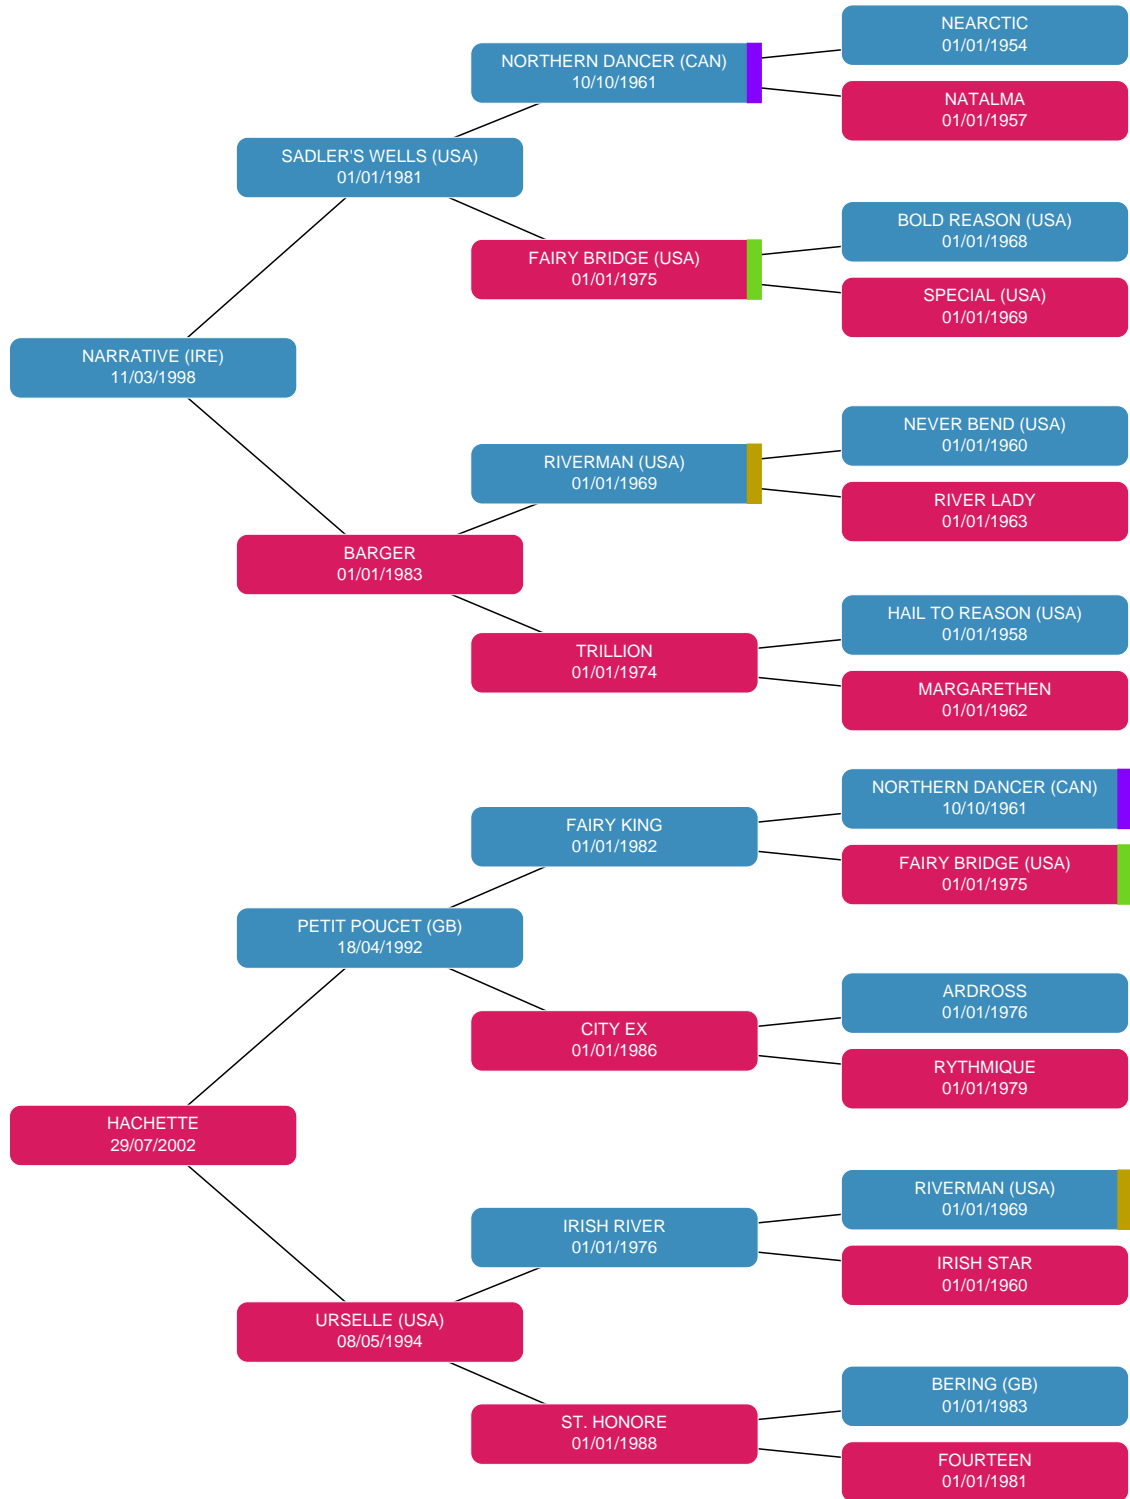 NEARCTIC
01/01/1954
NORTHERN DANCER (CAN)
10/10/1961
NATALMA
01/01/1957
SADLER'S WELLS (USA)
01/01/1981
BOLD REASON (USA)
01/01/1968
FAIRY BRIDGE (USA)
01/01/1975
SPECIAL (USA)
01/01/1969
NARRATIVE (IRE)
11/03/1998
NEVER BEND (USA)
01/01/1960
RIVERMAN (USA)
01/01/1969
RIVER LADY
01/01/1963
BARGER
01/01/1983
HAIL TO REASON (USA)
01/01/1958
TRILLION
01/01/1974
MARGARETHEN
01/01/1962
NORTHERN DANCER (CAN)
10/10/1961
FAIRY KING
01/01/1982
FAIRY BRIDGE (USA)
01/01/1975
PETIT POUCET (GB)
18/04/1992
ARDROSS
01/01/1976
CITY EX
01/01/1986
RYTHMIQUE
01/01/1979
HACHETTE
29/07/2002
RIVERMAN (USA)
01/01/1969
IRISH RIVER
01/01/1976
IRISH STAR
01/01/1960
URSELLE (USA)
08/05/1994
BERING (GB)
01/01/1983
ST. HONORE
01/01/1988
FOURTEEN
01/01/1981